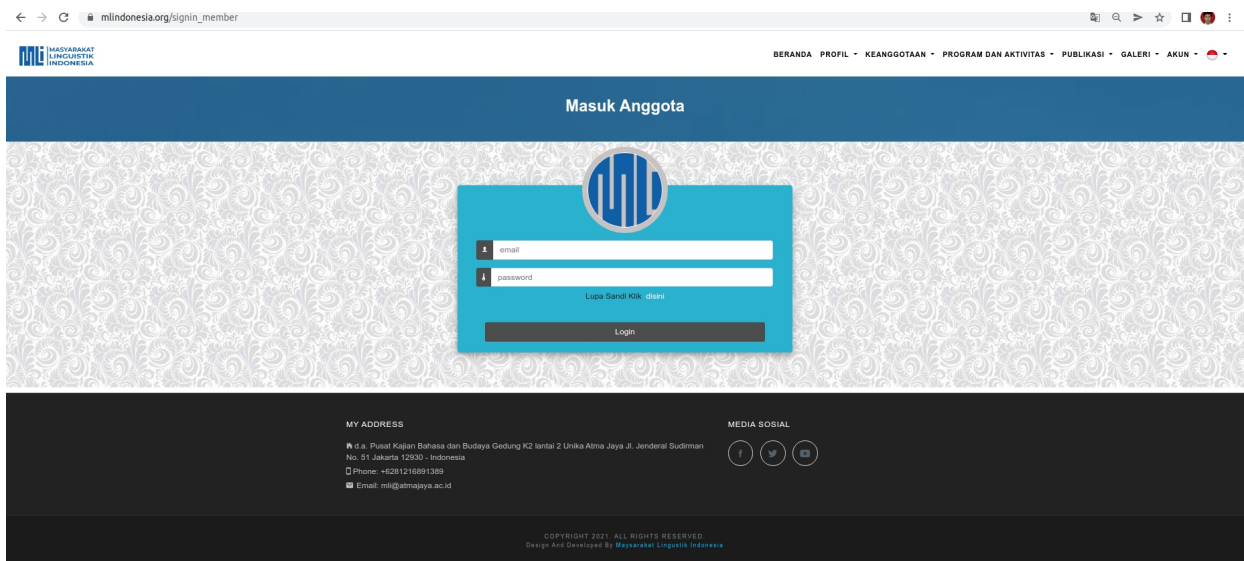 mlindonesia.org/signin_member
MASYARAKAT
LINGUISTIK
INDONESIA
BERANDA PROFIL KEANGGOTAAN PROGRAM DAN AKTIVITAS PUBLIKASI GALERI AKUN
Masuk Anggota
email
password
Lupa Sandi Klik disini
Login
MY ADDRESS
d.a. Pusat Kajian Bahasa dan Budaya Gedung K2 lantai 2 Unika Atma Jaya Jl. Jenderal Sudirman
No. 51 Jakarta 12930 - Indonesia
Phone: +6281216891389
Email: mli@atmajaya.ac.id
MEDIA SOSIAL
COPYRIGHT 2021. ALL RIGHTS RESERVED.
Design And Developed By Maysarakat Lingustik Indonesia